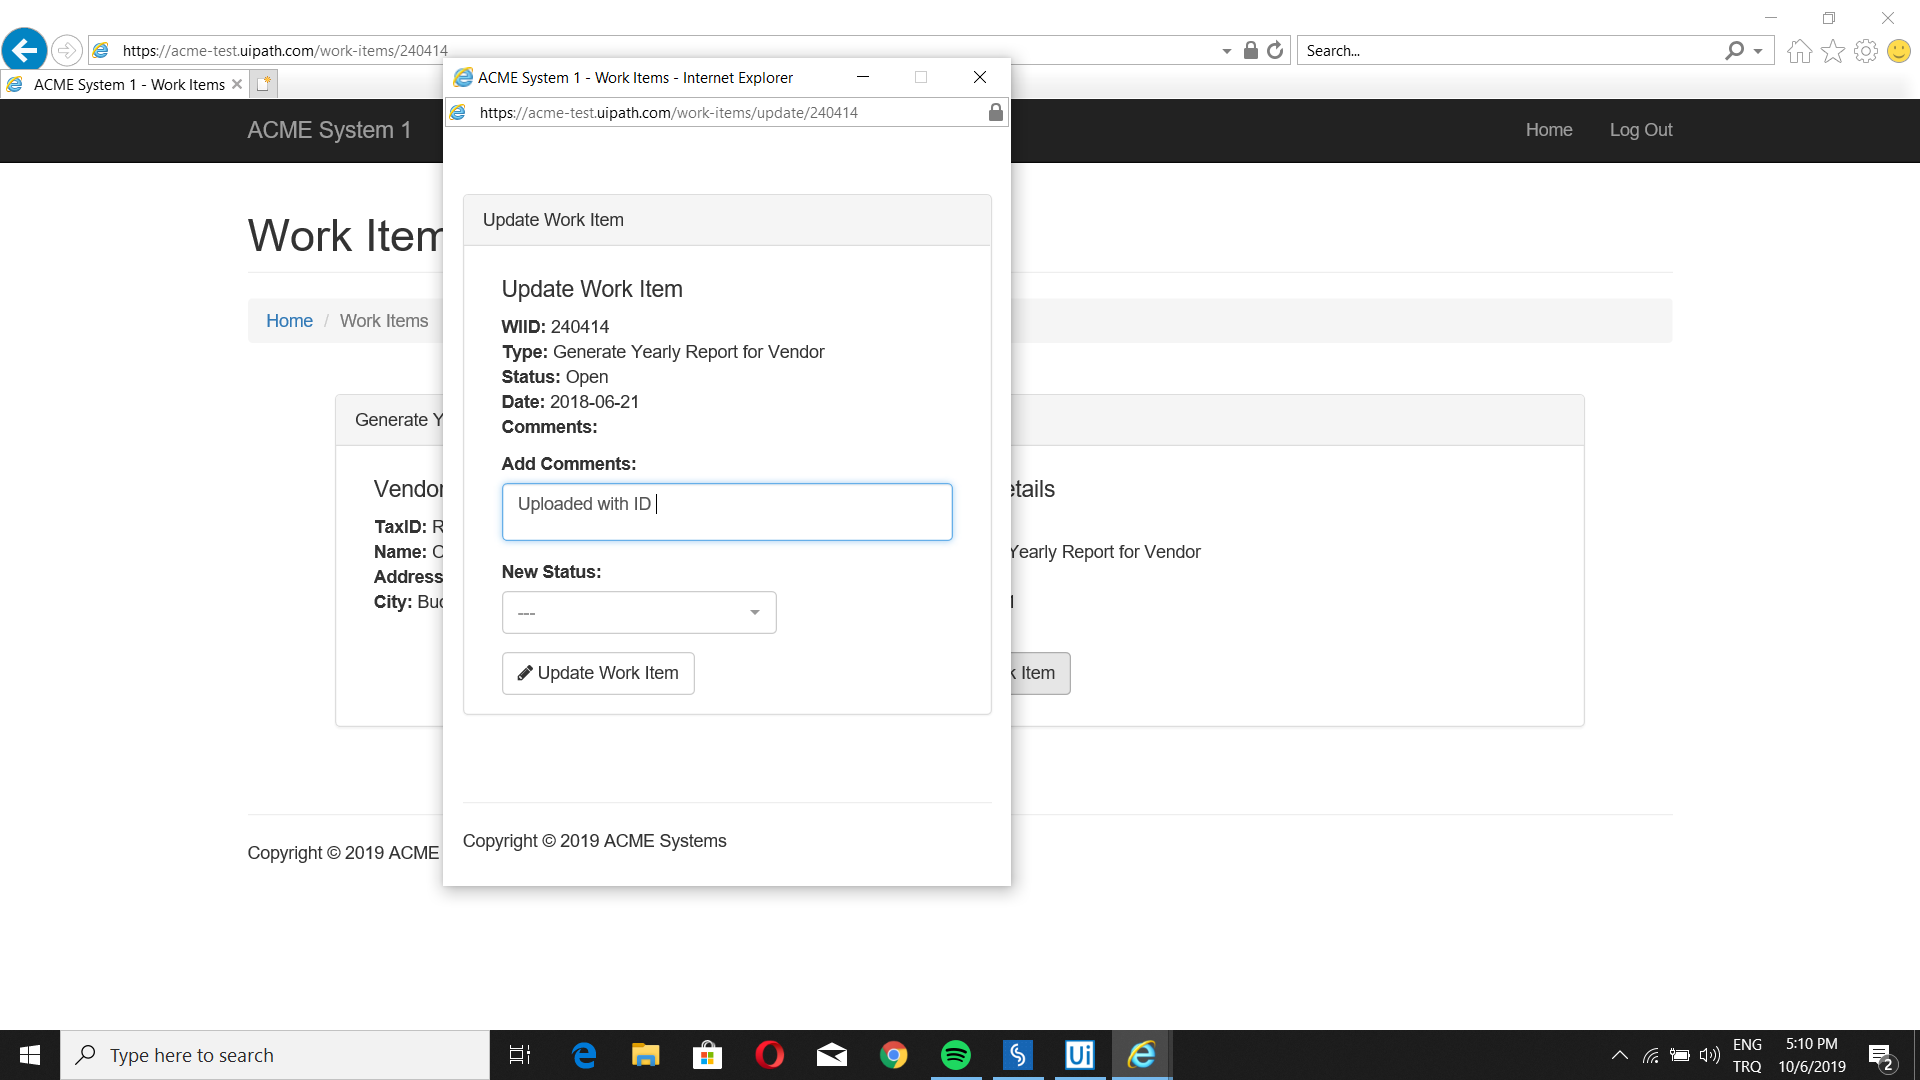 https://acme-test.uipath.com/work-items/240414
Search...
ACME System 1 - Work Items
ACME System 1 - Work Items - Internet Explorer
https://acme-test.uipath.com/work-items/update/240414
ACME System 1
Home
Log Out
Work Item
Home / Work Items
Update Work Item
Update Work Item
WIID: 240414
Type: Generate Yearly Report for Vendor
Status: Open
Date: 2018-06-21
Comments:
Add Comments:
Uploaded with ID
New Status:
---
Update Work Item
Copyright © 2019 ACME Systems
Generate Y
Vendor
TaxID: R
Name: C
Address
City: Buc
etails
Yearly Report for Vendor
k Item
Copyright © 2019 ACME
Type here to search
ENG
TRQ
5:10 PM
10/6/2019
2